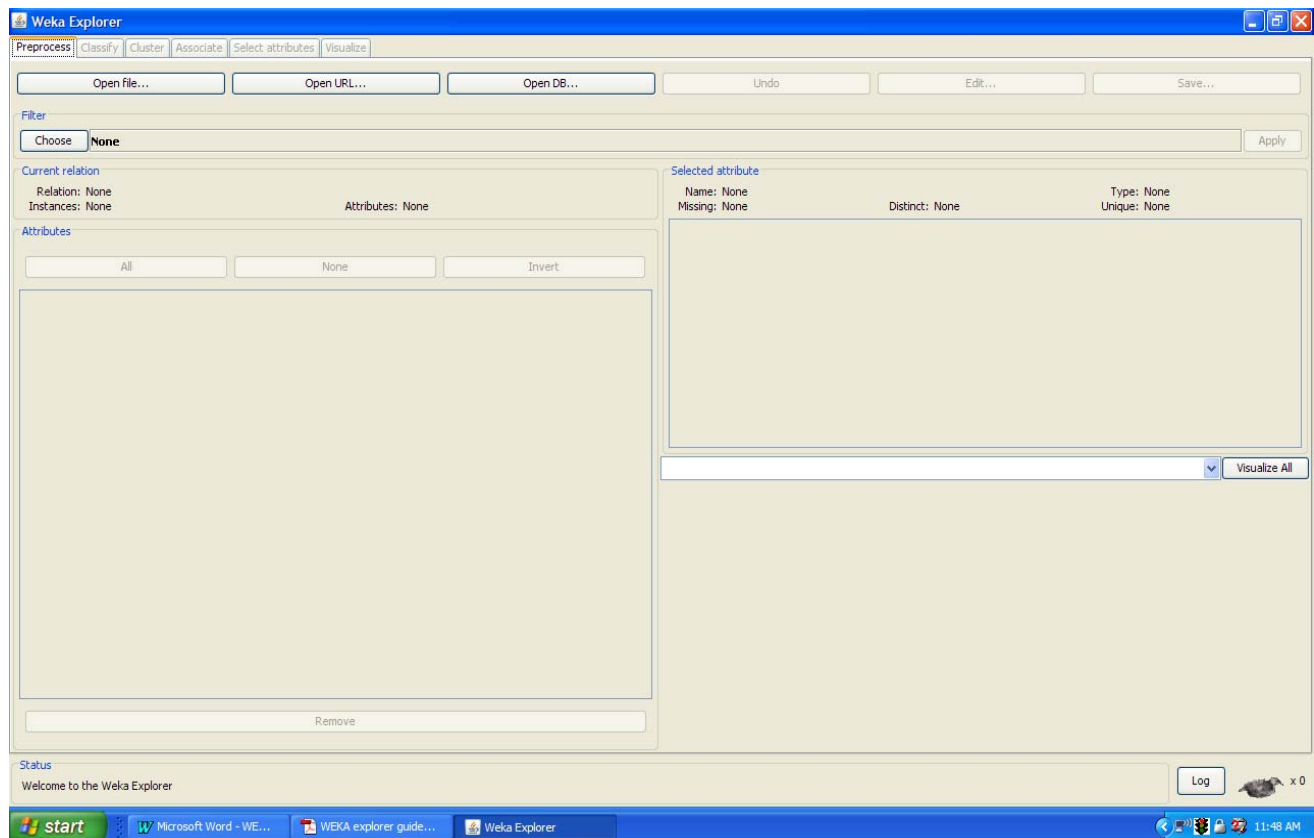 Weka Explorer
Preprocess Classify Cluster Associate Select attributes Visualize
Open file... Open URL... Open DB... Undo Edit... Save...
Filter
Choose None Apply
Current relation
Relation: None
Instances: None Attributes: None
Selected attribute
Name: None Type: None
Missing: None Distinct: None Unique: None
Attributes
All None Invert
Visualize All
Remove
Status
Welcome to the Weka Explorer
Log x 0
start Microsoft Word - WE... WEKA explorer guide... Weka Explorer 11:48 AM